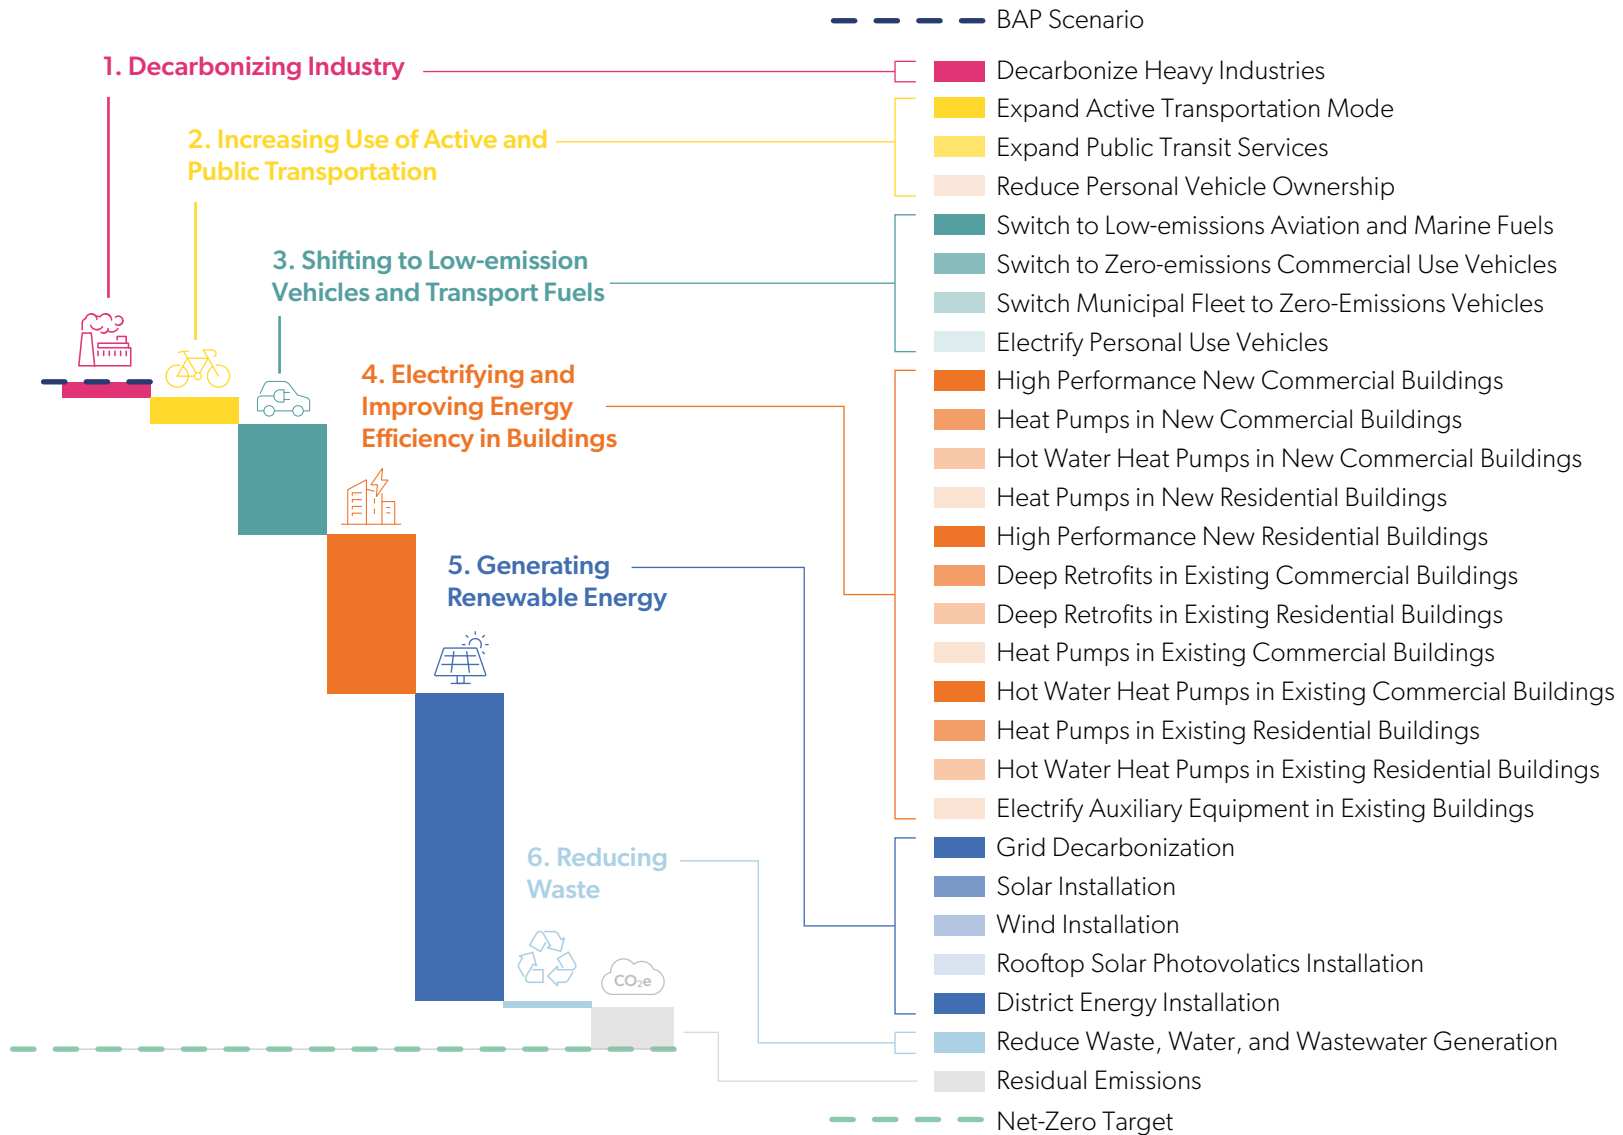 BAP Scenario
1. Decarbonizing Industry
Decarbonize Heavy Industries
2. Increasing Use of Active and
Public Transportation
Expand Active Transportation Mode
Expand Public Transit Services
Reduce Personal Vehicle Ownership
3. Shifting to Low-emission
Vehicles and Transport Fuels
Switch to Low-emissions Aviation and Marine Fuels
Switch to Zero-emissions Commercial Use Vehicles
Switch Municipal Fleet to Zero-Emissions Vehicles
Electrify Personal Use Vehicles
4. Electrifying and
Improving Energy
Efficiency in Buildings
High Performance New Commercial Buildings
Heat Pumps in New Commercial Buildings
Hot Water Heat Pumps in New Commercial Buildings
Heat Pumps in New Residential Buildings
High Performance New Residential Buildings
Deep Retrofits in Existing Commercial Buildings
Deep Retrofits in Existing Residential Buildings
Heat Pumps in Existing Commercial Buildings
Hot Water Heat Pumps in Existing Commercial Buildings
Heat Pumps in Existing Residential Buildings
Hot Water Heat Pumps in Existing Residential Buildings
Electrify Auxiliary Equipment in Existing Buildings
5. Generating
Renewable Energy
Grid Decarbonization
Solar Installation
Wind Installation
Rooftop Solar Photovolatics Installation
District Energy Installation
6. Reducing
Waste
Reduce Waste, Water, and Wastewater Generation
CO₂e
Residual Emissions
Net-Zero Target